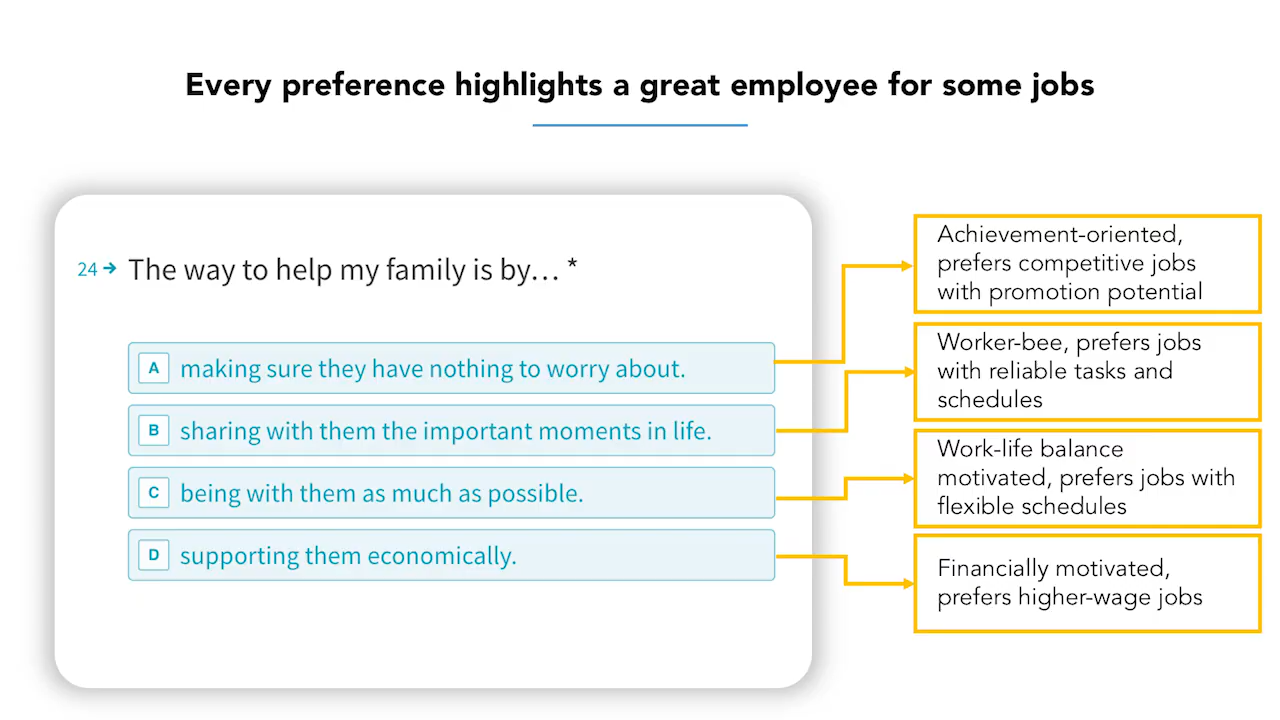 Every preference highlights a great employee for some jobs
24→ The way to help my family is by… *
A making sure they have nothing to worry about.
B sharing with them the important moments in life.
C being with them as much as possible.
D supporting them economically.
Achievement-oriented,
prefers competitive jobs
with promotion potential
Worker-bee, prefers jobs
with reliable tasks and
schedules
Work-life balance
motivated, prefers jobs with
flexible schedules
Financially motivated,
prefers higher-wage jobs